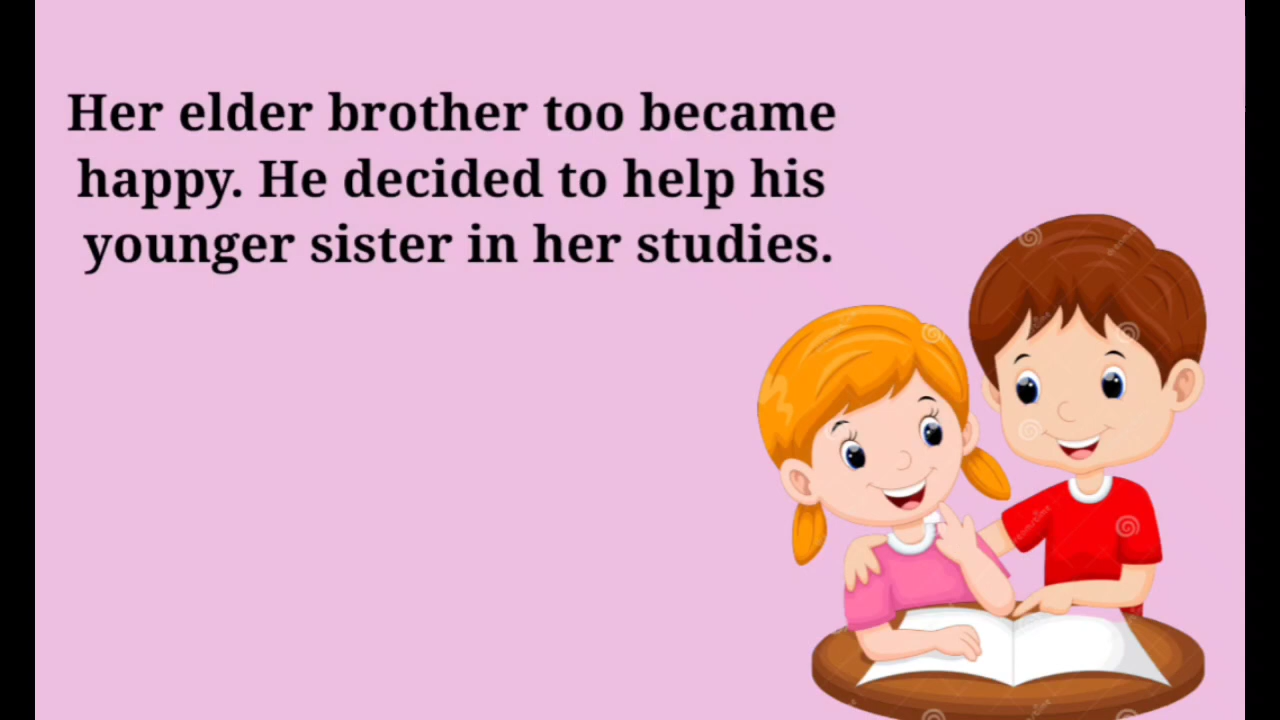 Her elder brother too became
happy. He decided to help his
younger sister in her studies.